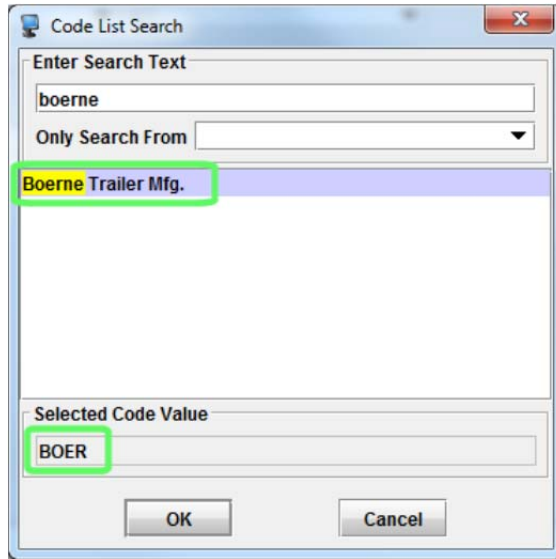 Code List Search
Enter Search Text
boerne
Only Search From
Boerne Trailer Mfg.
Selected Code Value
BOER
OK Cancel